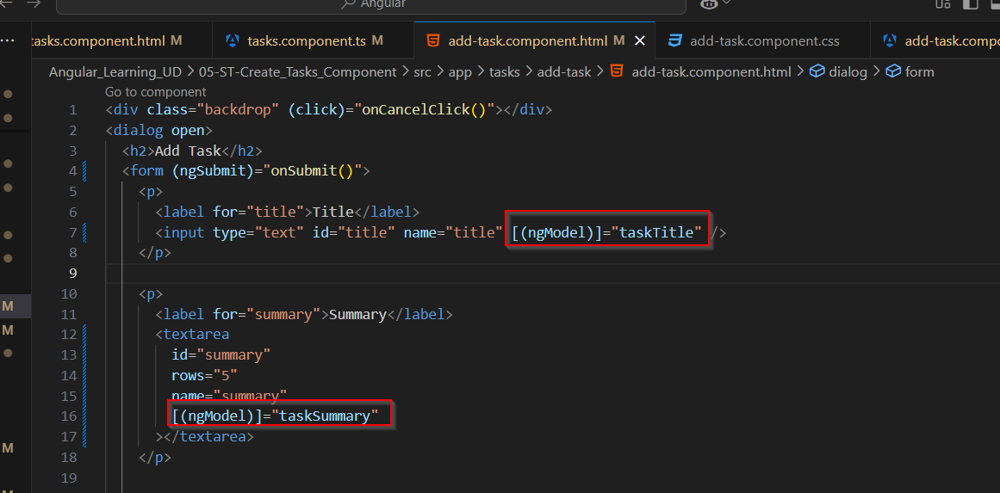 Angular
tasks.component.html M
tasks.component.ts M
add-task.component.html M
add-task.component.css
add-task.compo
Angular_Learning_UD > 05-ST-Create_Tasks_Component > src > app > tasks > add-task > add-task.component.html > dialog > form
Go to component
1 <div class="backdrop" (click)="onCancelClick()"></div>
2 <dialog open>
3 <h2>Add Task</h2>
4 <form (ngSubmit)="onSubmit()">
5 <p>
6 <label for="title">Title</label>
7 <input type="text" id="title" name="title" [(ngModel)]="taskTitle" />
8 </p>
9
10 <p>
11 <label for="summary">Summary</label>
12 <textarea
13 id="summary"
14 rows="5"
15 name="summary"
16 [(ngModel)]="taskSummary"
17 ></textarea>
18 </p>
19
M
M
M